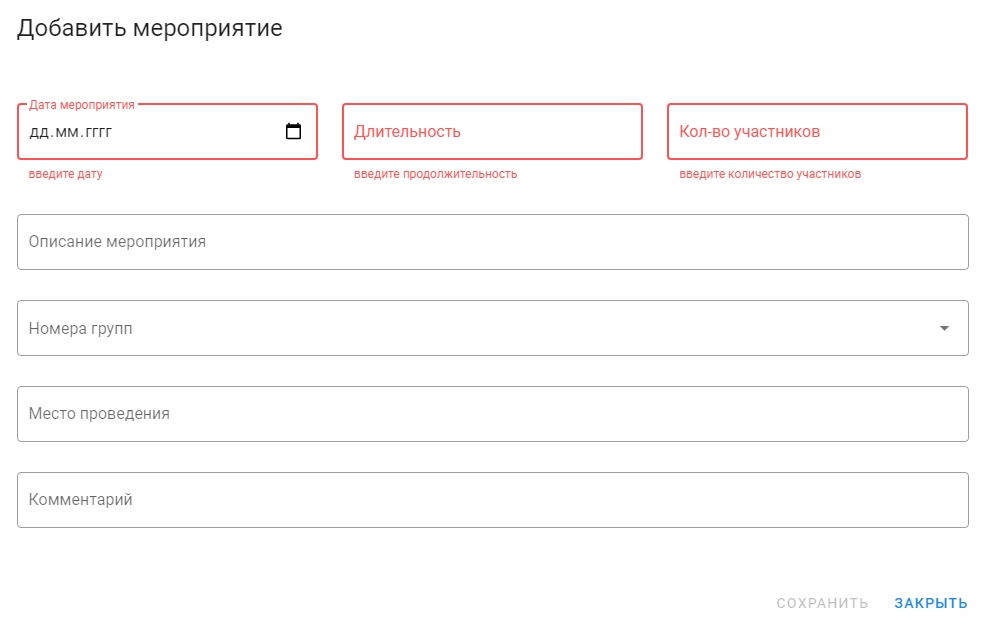 Добавить мероприятие
Дата мероприятия
дд.мм.гггг
Длительность
Кол-во участников
введите дату
введите продолжительность
введите количество участников
Описание мероприятия
Номера групп
Место проведения
Комментарий
СОХРАНИТЬ ЗАКРЫТЬ